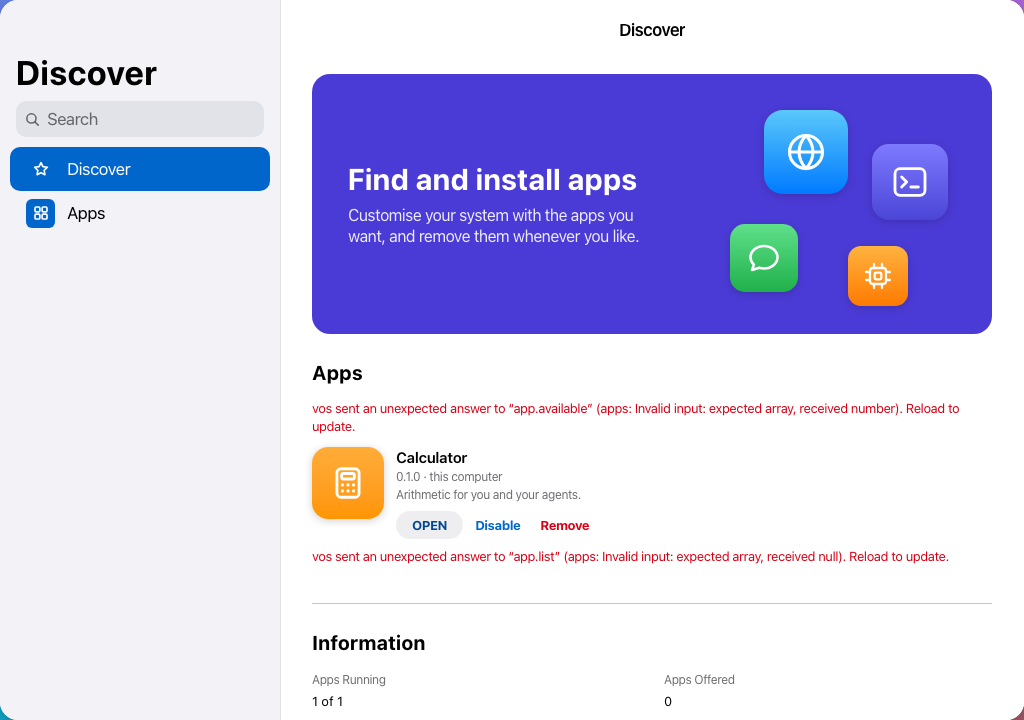 Discover
Search
Discover
Apps
Discover
Find and install apps
Customise your system with the apps you
want, and remove them whenever you like.
Apps
vos sent an unexpected answer to “app.available” (apps: Invalid input: expected array, received number). Reload to
update.
Calculator
0.1.0 · this computer
Arithmetic for you and your agents.
OPEN Disable Remove
vos sent an unexpected answer to “app.list” (apps: Invalid input: expected array, received null). Reload to update.
Information
Apps Running Apps Offered
1 of 1 0